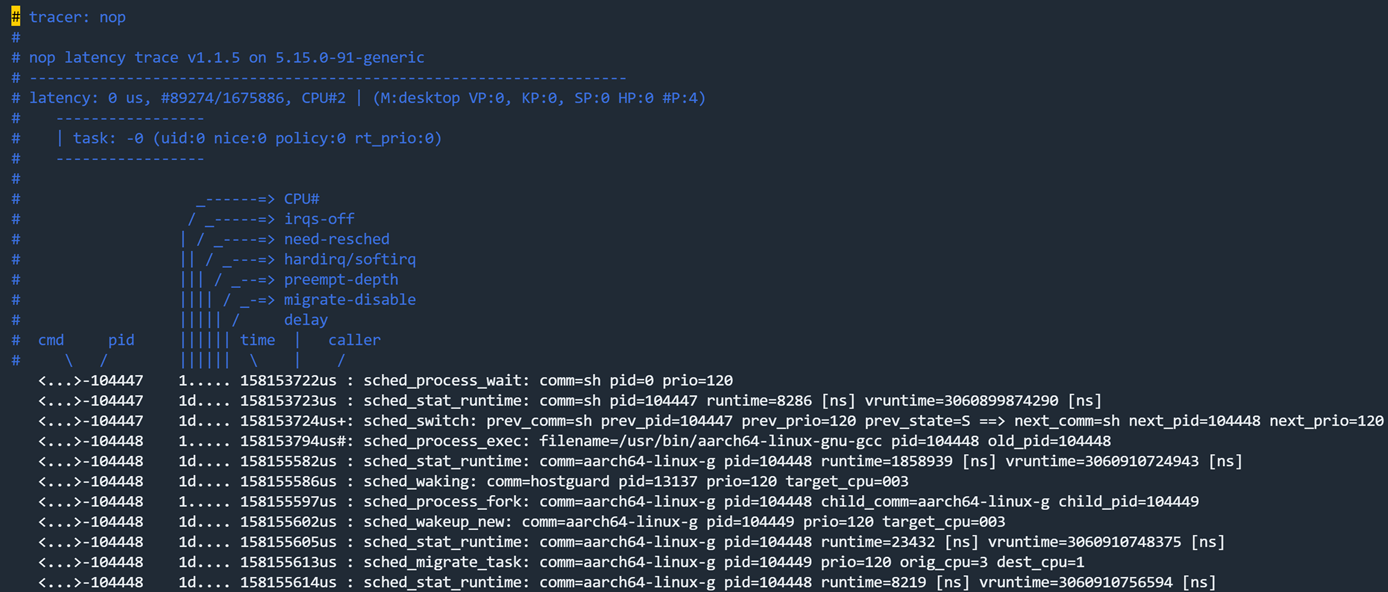 # tracer: nop
#
# nop latency trace v1.1.5 on 5.15.0-91-generic
# --------------------------------------------------------------------
# latency: 0 us, #89274/1675886, CPU#2 | (M:desktop VP:0, KP:0, SP:0 HP:0 #P:4)
#    -----------------
#    | task: -0 (uid:0 nice:0 policy:0 rt_prio:0)
#    -----------------
#
#                    _------=> CPU#
#                   / _-----=> irqs-off
#                  | / _----=> need-resched
#                  || / _---=> hardirq/softirq
#                  ||| / _--=> preempt-depth
#                  |||| / _-=> migrate-disable
#                  ||||| /     delay
#  cmd     pid     |||||| time  |   caller
#     \   /        ||||||  \    |    /
   <...>-104447    1..... 158153722us : sched_process_wait: comm=sh pid=0 prio=120
   <...>-104447    1d.... 158153723us : sched_stat_runtime: comm=sh pid=104447 runtime=8286 [ns] vruntime=3060899874290 [ns]
   <...>-104447    1d.... 158153724us+: sched_switch: prev_comm=sh prev_pid=104447 prev_prio=120 prev_state=S ==> next_comm=sh next_pid=104448 next_prio=120
   <...>-104448    1..... 158153794us#: sched_process_exec: filename=/usr/bin/aarch64-linux-gnu-gcc pid=104448 old_pid=104448
   <...>-104448    1d.... 158155582us : sched_stat_runtime: comm=aarch64-linux-g pid=104448 runtime=1858939 [ns] vruntime=3060910724943 [ns]
   <...>-104448    1d.... 158155586us : sched_waking: comm=hostguard pid=13137 prio=120 target_cpu=003
   <...>-104448    1..... 158155597us : sched_process_fork: comm=aarch64-linux-g pid=104448 child_comm=aarch64-linux-g child_pid=104449
   <...>-104448    1d.... 158155602us : sched_wakeup_new: comm=aarch64-linux-g pid=104449 prio=120 target_cpu=003
   <...>-104448    1d.... 158155605us : sched_stat_runtime: comm=aarch64-linux-g pid=104448 runtime=23432 [ns] vruntime=3060910748375 [ns]
   <...>-104448    1d.... 158155613us : sched_migrate_task: comm=aarch64-linux-g pid=104449 prio=120 orig_cpu=3 dest_cpu=1
   <...>-104448    1d.... 158155614us : sched_stat_runtime: comm=aarch64-linux-g pid=104448 runtime=8219 [ns] vruntime=3060910756594 [ns]